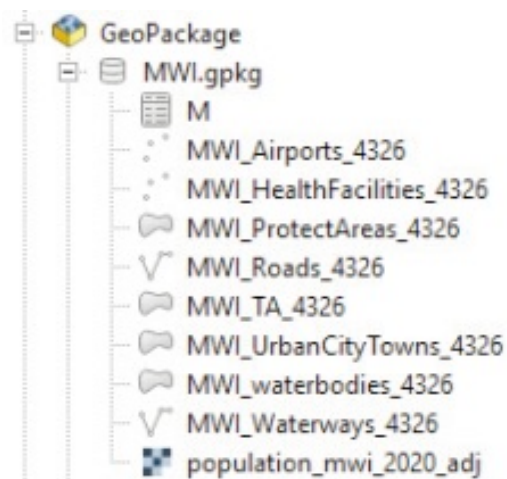 GeoPackage
MWI.gpkg
M
MWI_Airports_4326
MWI_HealthFacilities_4326
MWI_ProtectAreas_4326
MWI_Roads_4326
MWI_TA_4326
MWI_UrbanCityTowns_4326
MWI_waterbodies_4326
MWI_Waterways_4326
population_mwi_2020_adj